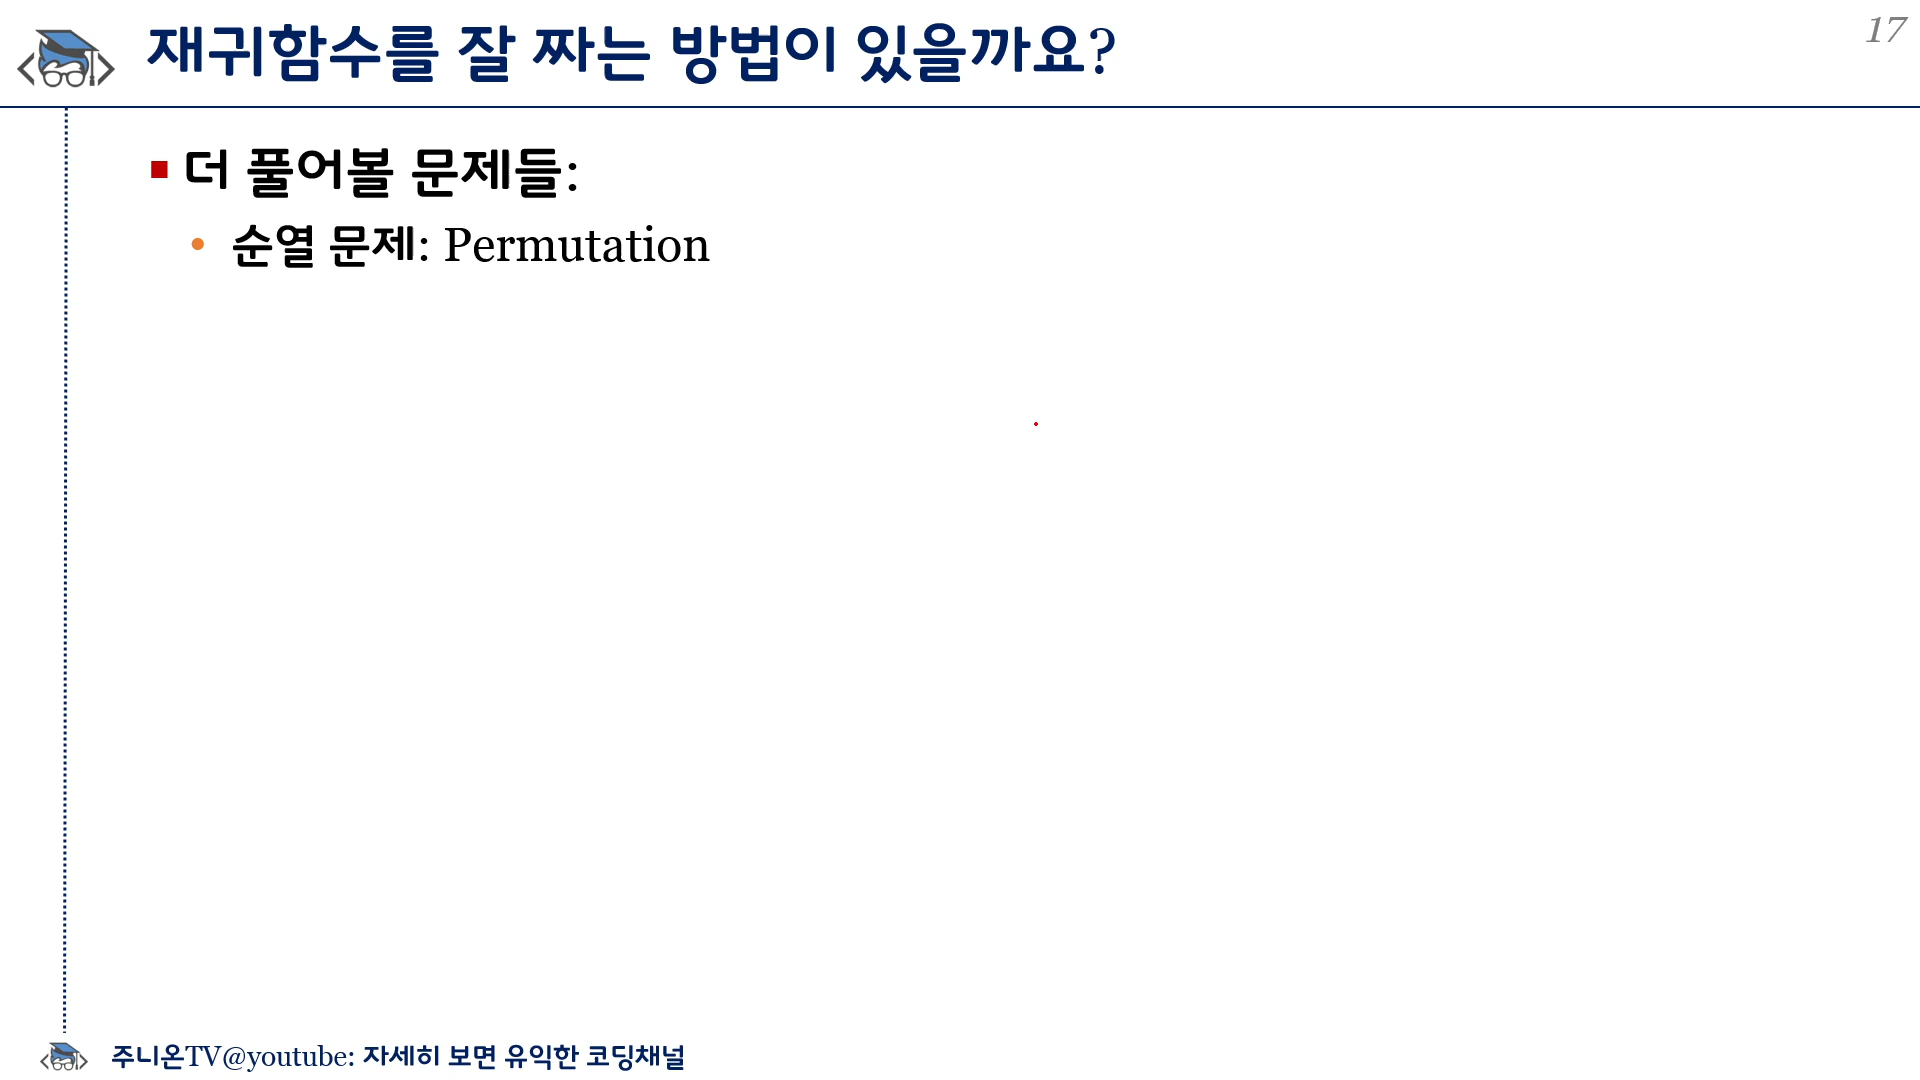 재귀함수를 잘 짜는 방법이 있을까요?
17
더 풀어볼 문제들:
순열 문제: Permutation
주니온TV@youtube: 자세히 보면 유익한 코딩채널